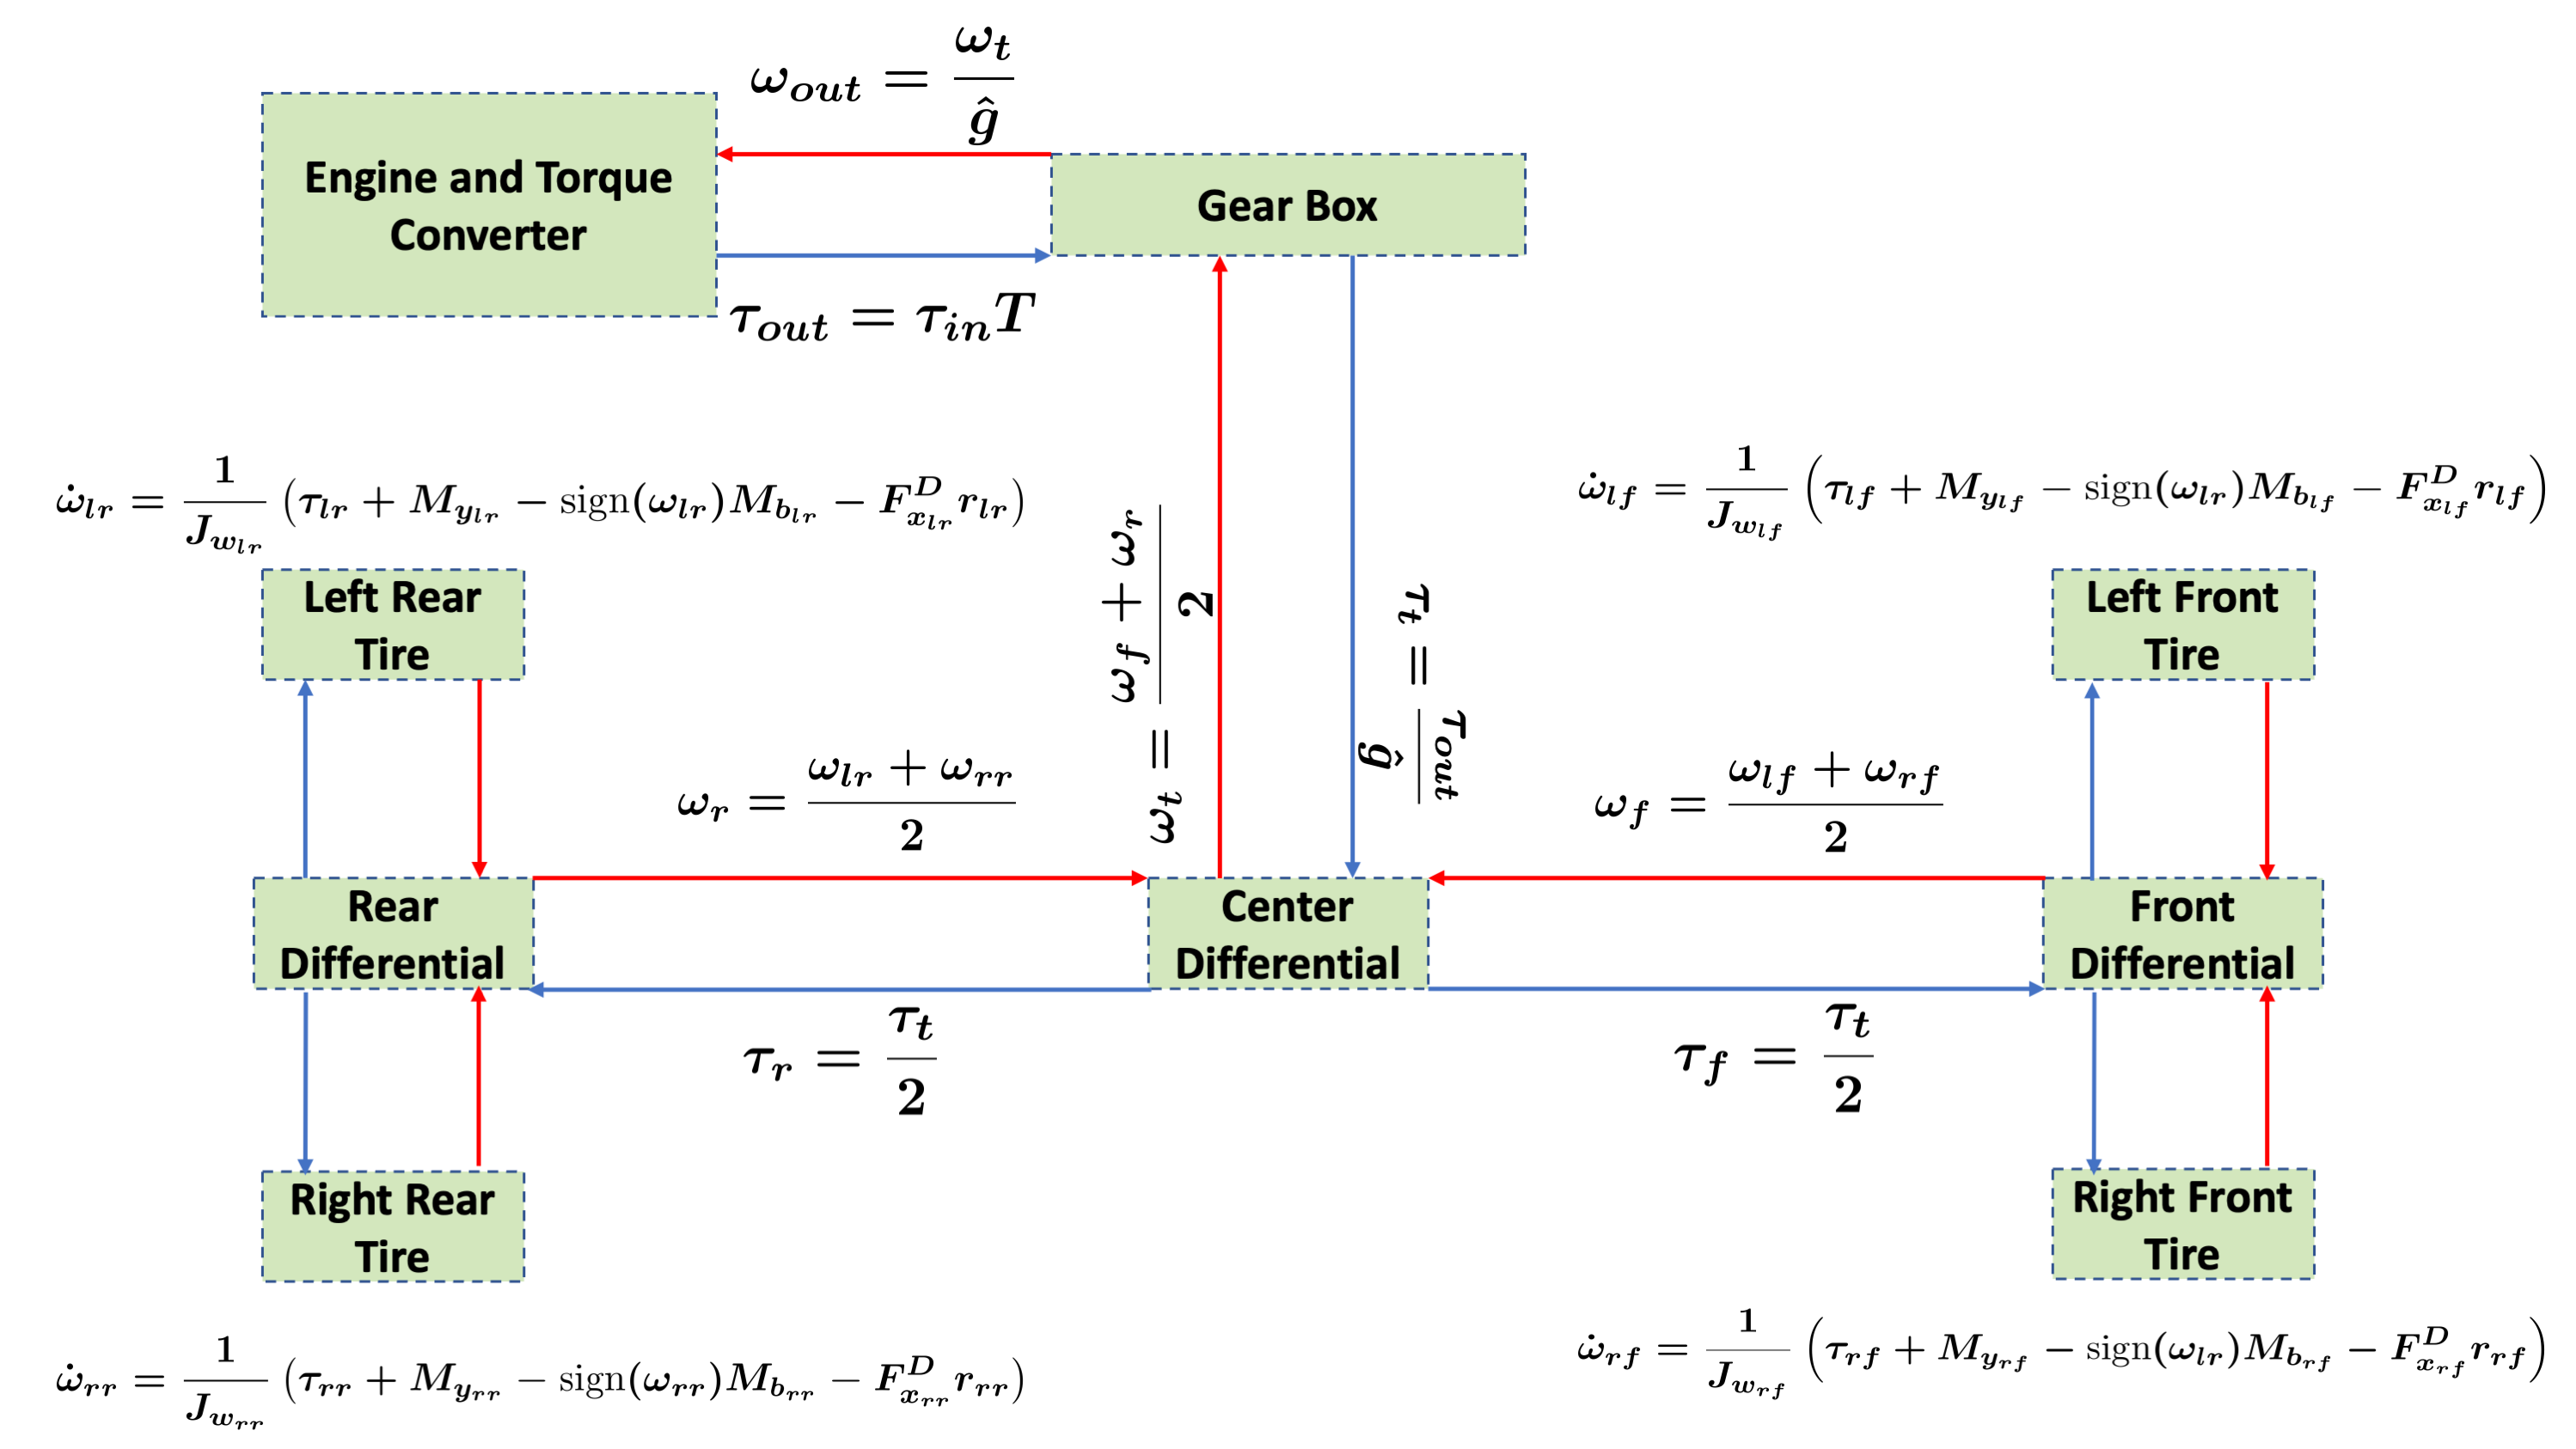 ω_out = ω_t / ĝ
Engine and Torque
Converter
Gear Box
τ_out = τ_in T
ω̇_lr = 1/J_{w_lr} (τ_lr + M_{y_lr} − sign(ω_lr)M_{b_lr} − F^D_{x_lr} r_lr)
ω̇_lf = 1/J_{w_lf} (τ_lf + M_{y_lf} − sign(ω_lr)M_{b_lf} − F^D_{x_lf} r_lf)
Left Rear
Tire
ω_t = (ω_f + ω_r) / 2
τ_t = τ_out / ĝ
Left Front
Tire
ω_r = (ω_lr + ω_rr) / 2
ω_f = (ω_lf + ω_rf) / 2
Rear
Differential
Center
Differential
Front
Differential
τ_r = τ_t / 2
τ_f = τ_t / 2
Right Rear
Tire
Right Front
Tire
ω̇_rr = 1/J_{w_rr} (τ_rr + M_{y_rr} − sign(ω_rr)M_{b_rr} − F^D_{x_rr} r_rr)
ω̇_rf = 1/J_{w_rf} (τ_rf + M_{y_rf} − sign(ω_lr)M_{b_rf} − F^D_{x_rf} r_rf)